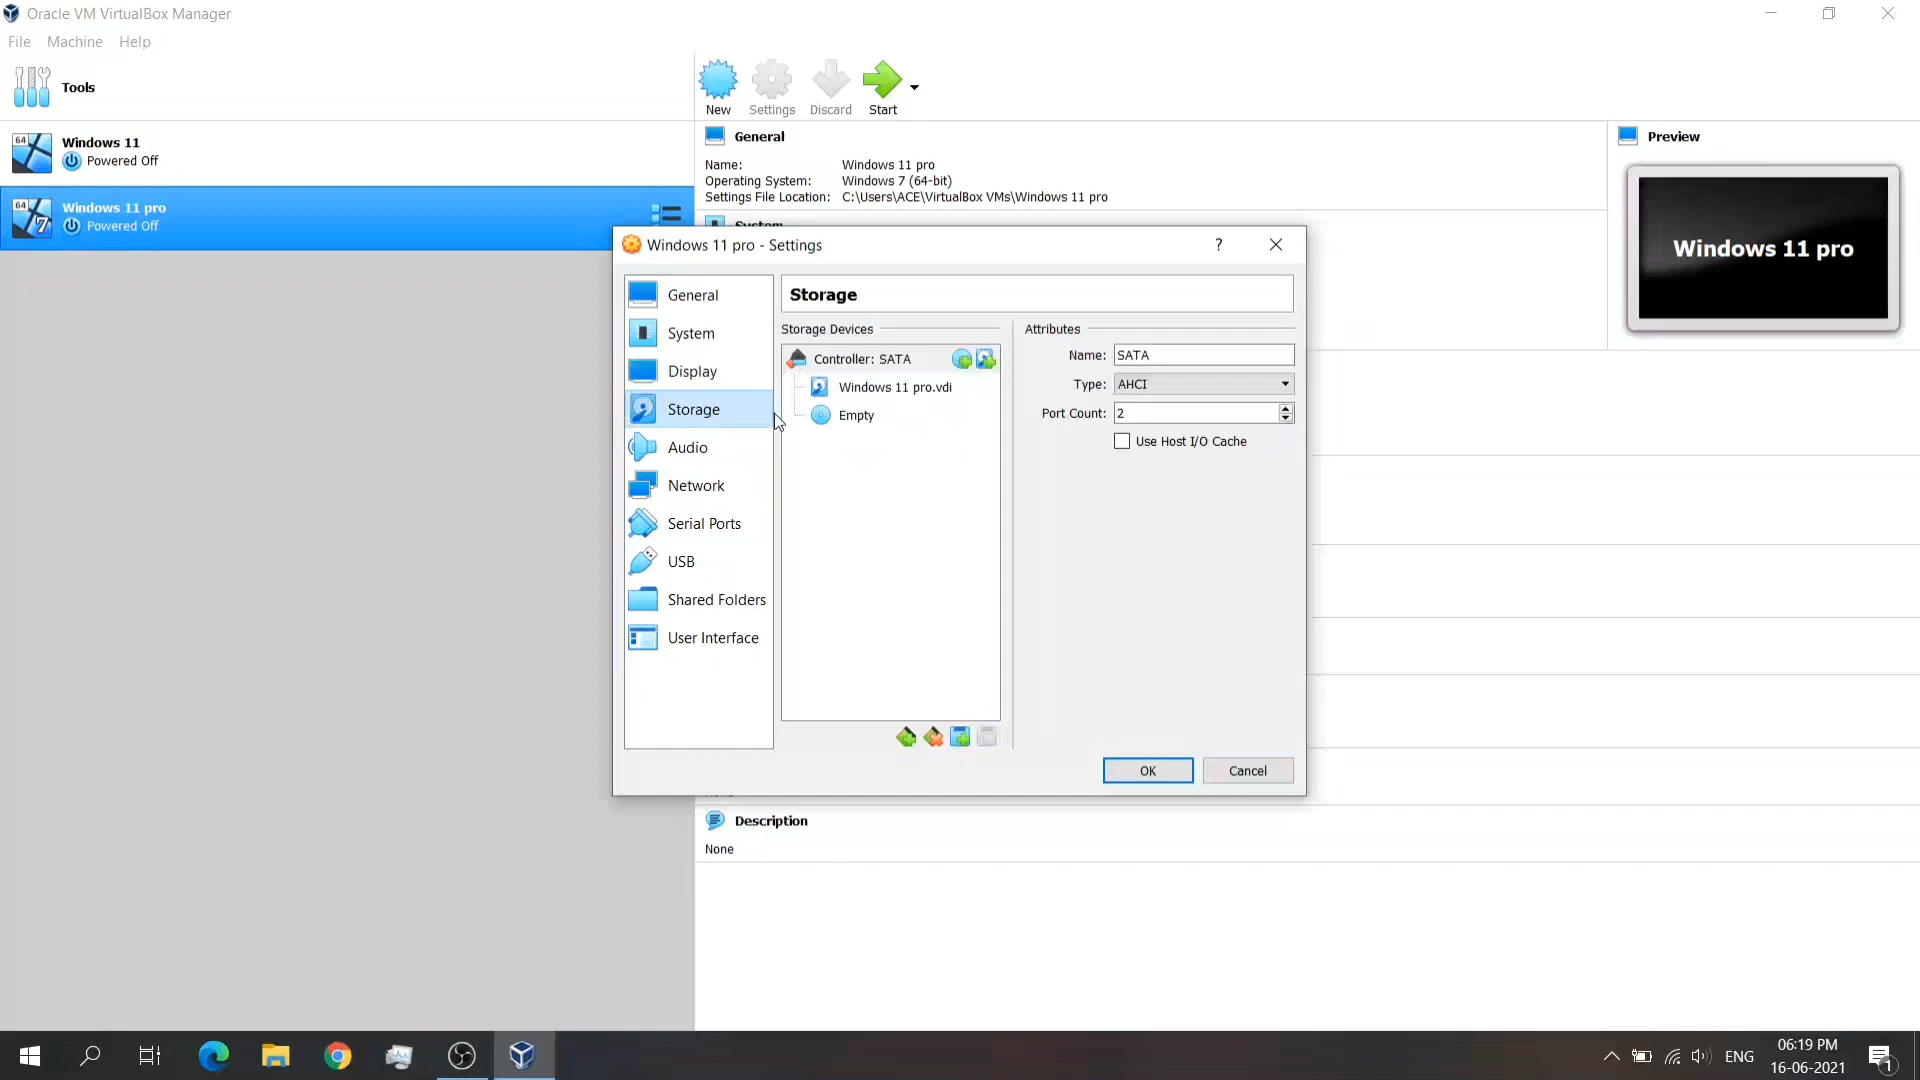 Oracle VM VirtualBox Manager
File Machine Help
Tools
New Settings Discard Start
64
Windows 11
Powered Off
64
7
Windows 11 pro
Powered Off
General
Name: Windows 11 pro
Operating System: Windows 7 (64-bit)
Settings File Location: C:\Users\ACE\VirtualBox VMs\Windows 11 pro
System
Preview
Windows 11 pro
Windows 11 pro - Settings
?
General
System
Display
Storage
Audio
Network
Serial Ports
USB
Shared Folders
User Interface
Storage
Storage Devices
Controller: SATA
Windows 11 pro.vdi
Empty
Attributes
Name: SATA
Type: AHCI
Port Count: 2
Use Host I/O Cache
OK Cancel
Description
None
ENG
06:19 PM
16-06-2021
1